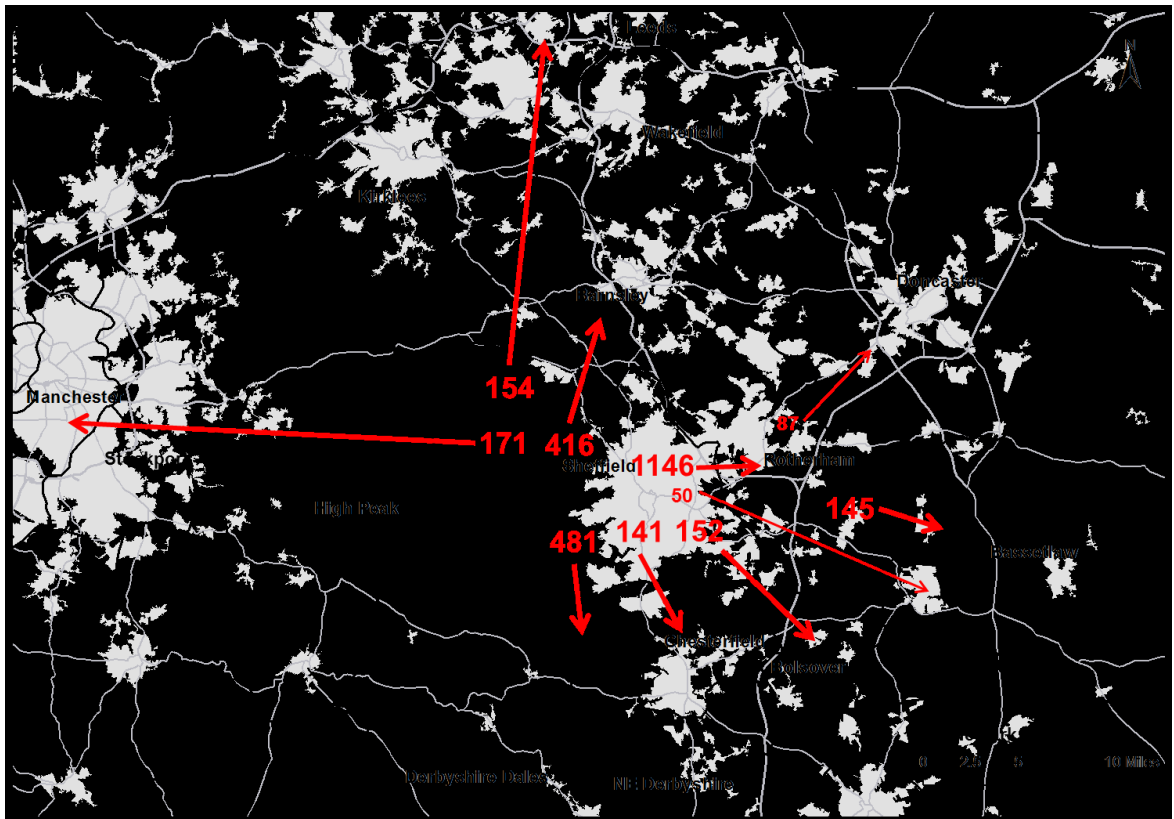 Leeds
N
Wakefield
Kirklees
Doncaster
Barnsley
154
Manchester
87
171
416
Stockport
Sheffield
1146
Rotherham
50
High Peak
145
481
141
152
Bassetlaw
Chesterfield
Bolsover
0 2.5 5 10 Miles
Derbyshire Dales
NE Derbyshire